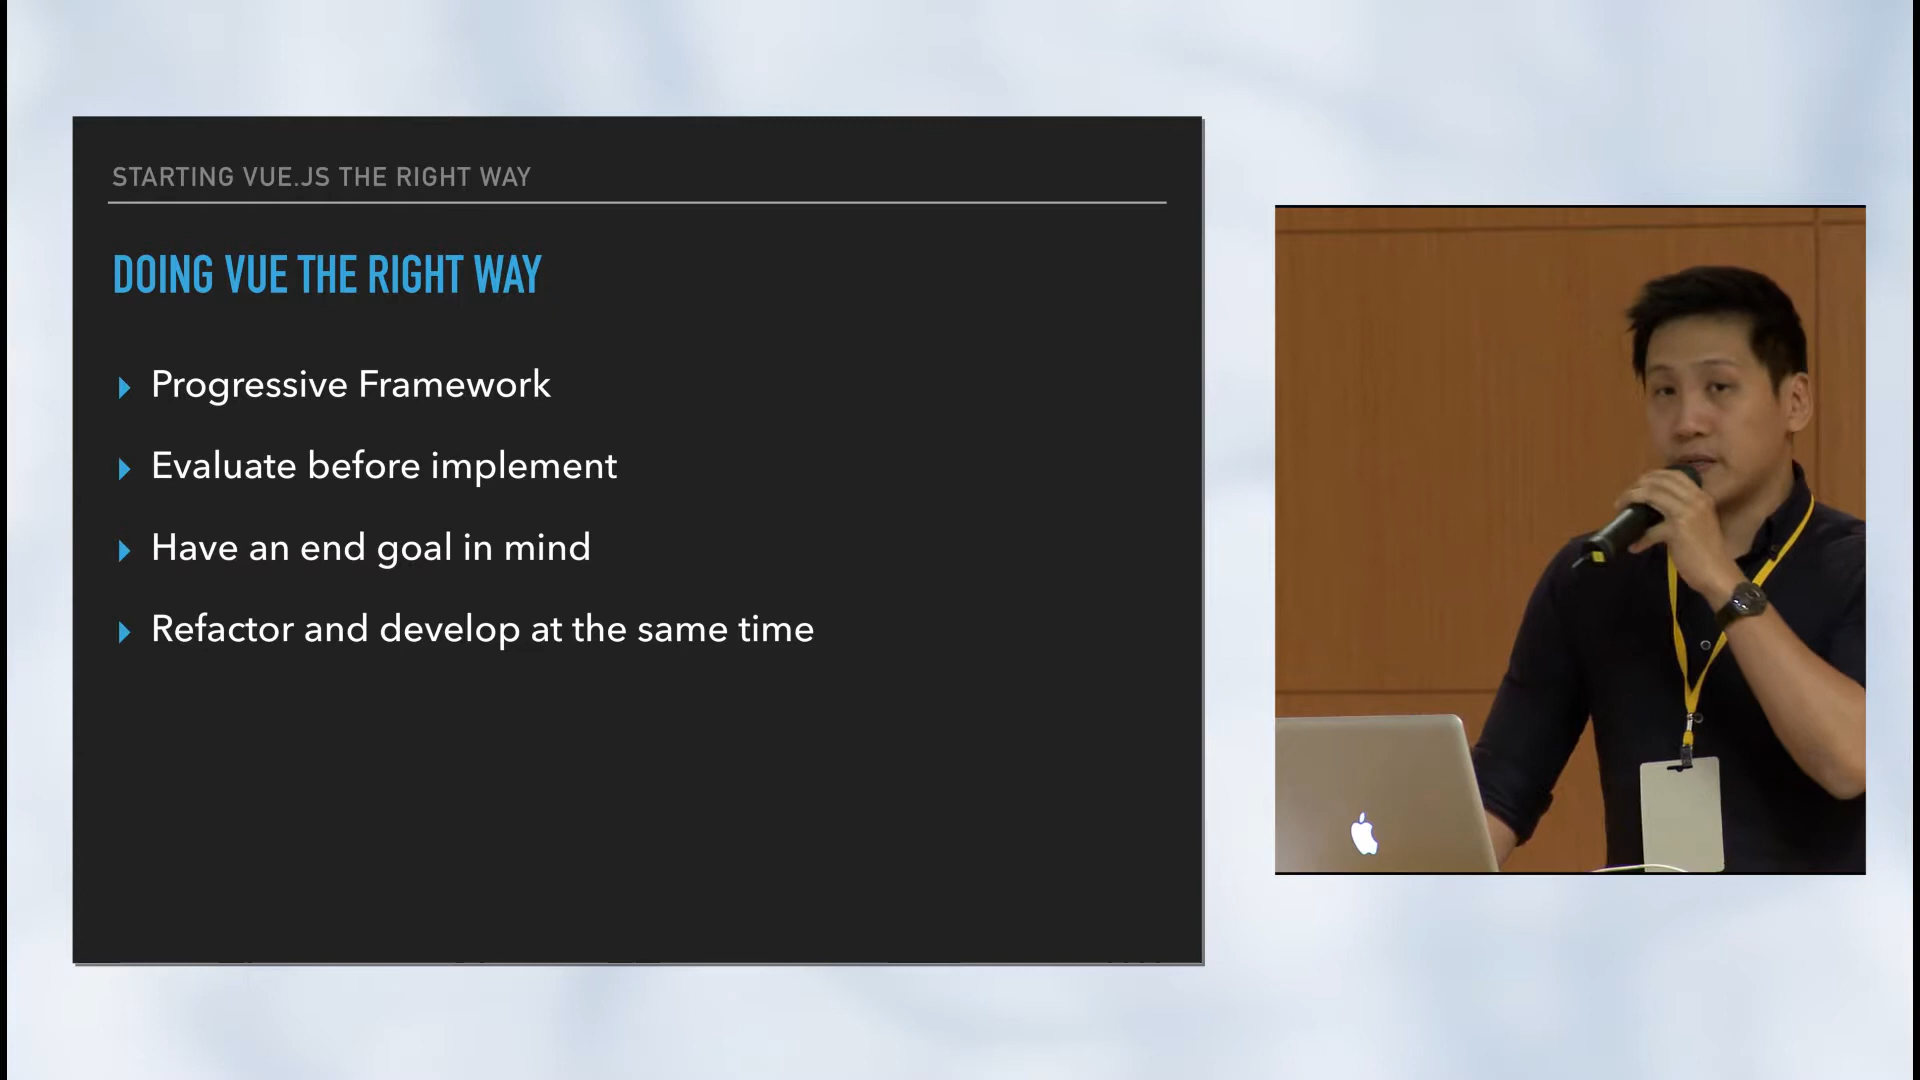 STARTING VUE.JS THE RIGHT WAY
DOING VUE THE RIGHT WAY
Progressive Framework
Evaluate before implement
Have an end goal in mind
Refactor and develop at the same time